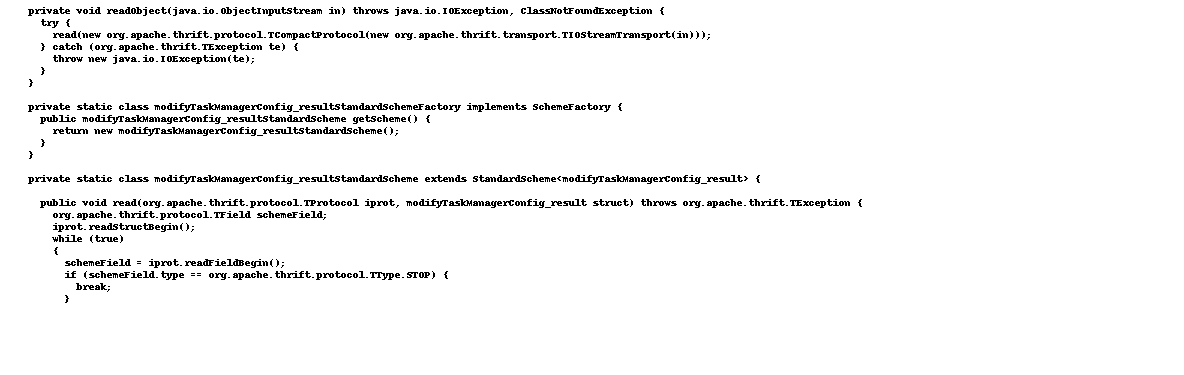 private void readObject(java.io.ObjectInputStream in) throws java.io.IOException, ClassNotFoundException {
try {
read(new org.apache.thrift.protocol.TCompactProtocol(new org.apache.thrift.transport.TIOStreamTransport(in)));
} catch (org.apache.thrift.TException te) {
throw new java.io.IOException(te);
}
}
private static class modifyTaskManagerConfig_resultStandardSchemeFactory implements SchemeFactory {
public modifyTaskManagerConfig_resultStandardScheme getScheme() {
return new modifyTaskManagerConfig_resultStandardScheme();
}
}
private static class modifyTaskManagerConfig_resultStandardScheme extends StandardScheme<modifyTaskManagerConfig_result> {
public void read(org.apache.thrift.protocol.TProtocol iprot, modifyTaskManagerConfig_result struct) throws org.apache.thrift.TException {
org.apache.thrift.protocol.TField schemeField;
iprot.readStructBegin();
while (true)
{
schemeField = iprot.readFieldBegin();
if (schemeField.type == org.apache.thrift.protocol.TType.STOP) {
break;
}